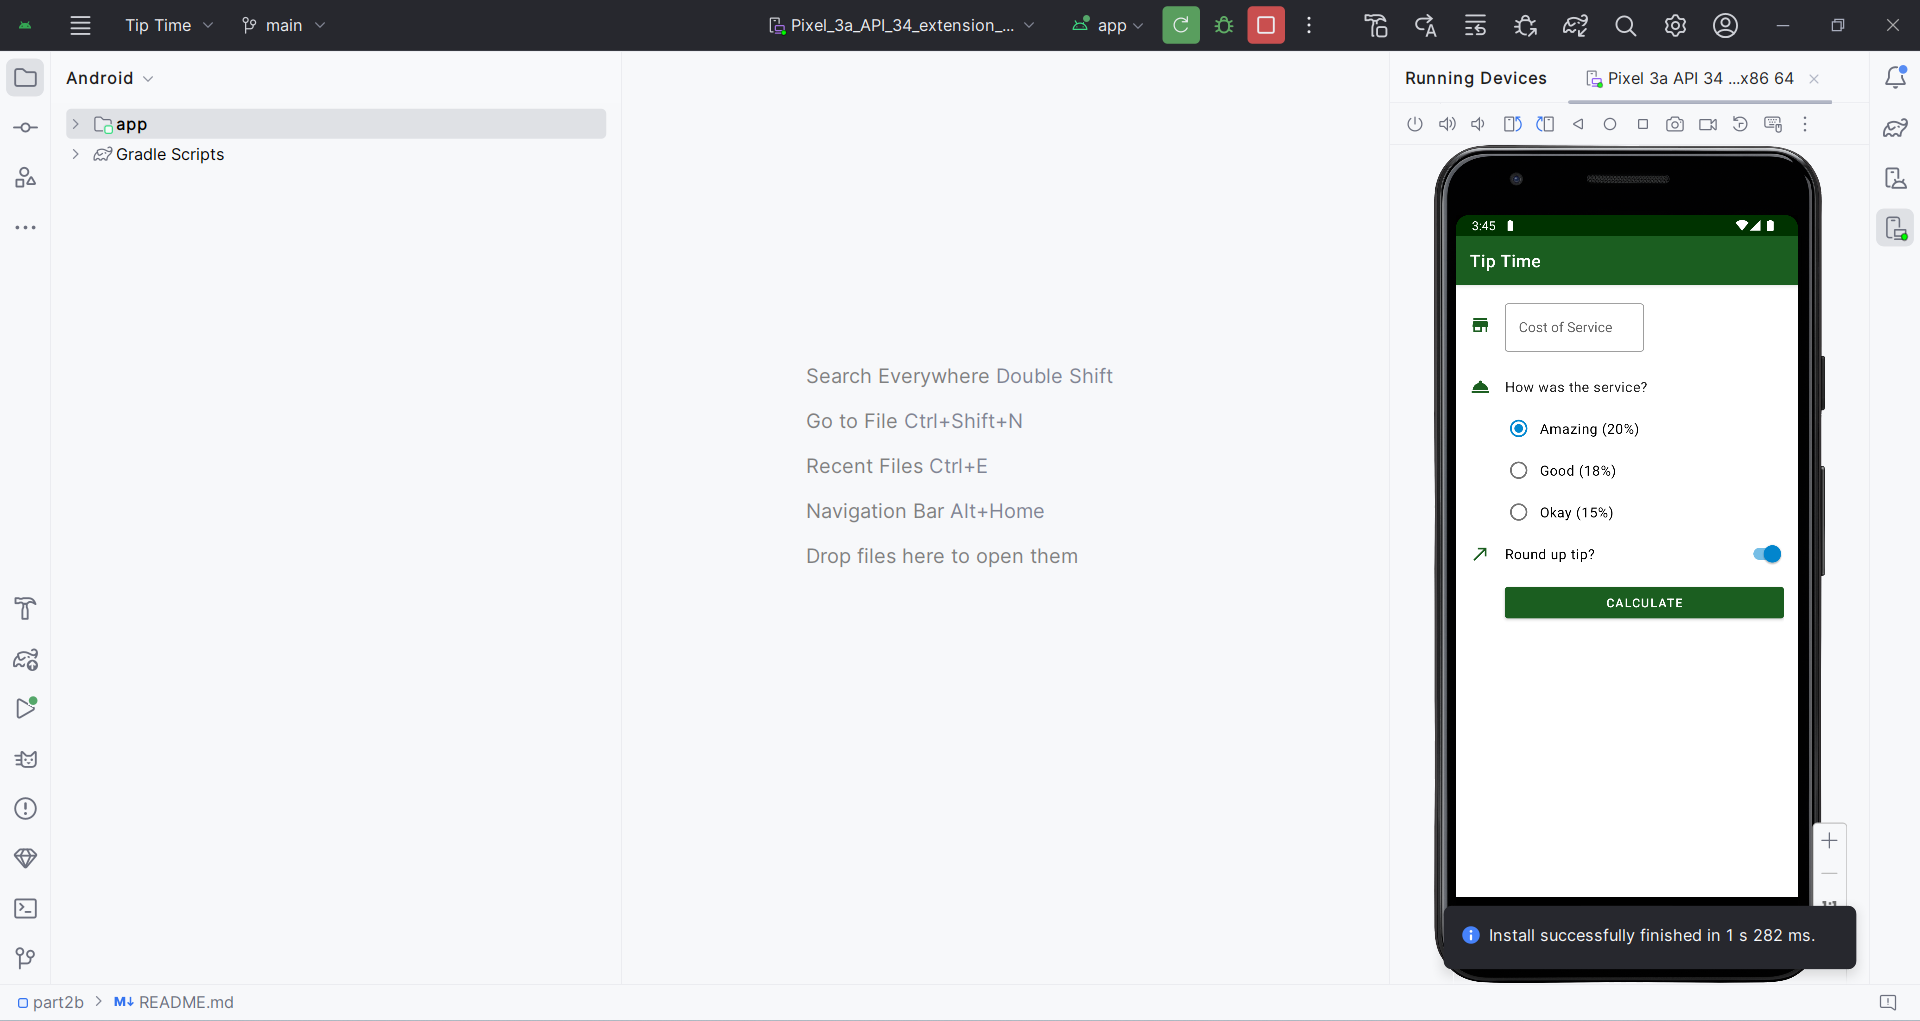 Tip Time
main
Pixel_3a_API_34_extension_...
app
Android
app
Gradle Scripts
Search Everywhere Double Shift
Go to File Ctrl+Shift+N
Recent Files Ctrl+E
Navigation Bar Alt+Home
Drop files here to open them
Running Devices
Pixel 3a API 34 ...x86 64
3:45
Tip Time
Cost of Service
How was the service?
Amazing (20%)
Good (18%)
Okay (15%)
Round up tip?
CALCULATE
Install successfully finished in 1 s 282 ms.
part2b
M↓ README.md